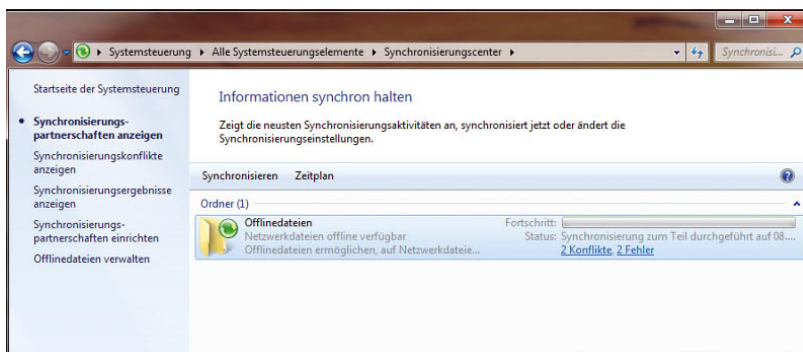 Systemsteuerung ▸ Alle Systemsteuerungselemente ▸ Synchronisierungscenter ▸
Synchronisi...
Startseite der Systemsteuerung
Synchronisierungs-
partnerschaften anzeigen
Synchronisierungskonflikte
anzeigen
Synchronisierungsergebnisse
anzeigen
Synchronisierungs-
partnerschaften einrichten
Offlinedateien verwalten
Informationen synchron halten
Zeigt die neusten Synchronisierungsaktivitäten an, synchronisiert jetzt oder ändert die
Synchronisierungseinstellungen.
Synchronisieren Zeitplan
Ordner (1)
Offlinedateien
Netzwerkdateien offline verfügbar
Offlinedateien ermöglichen, auf Netzwerkdateie...
Fortschritt:
Status: Synchronisierung zum Teil durchgeführt auf 08....
2 Konflikte, 2 Fehler